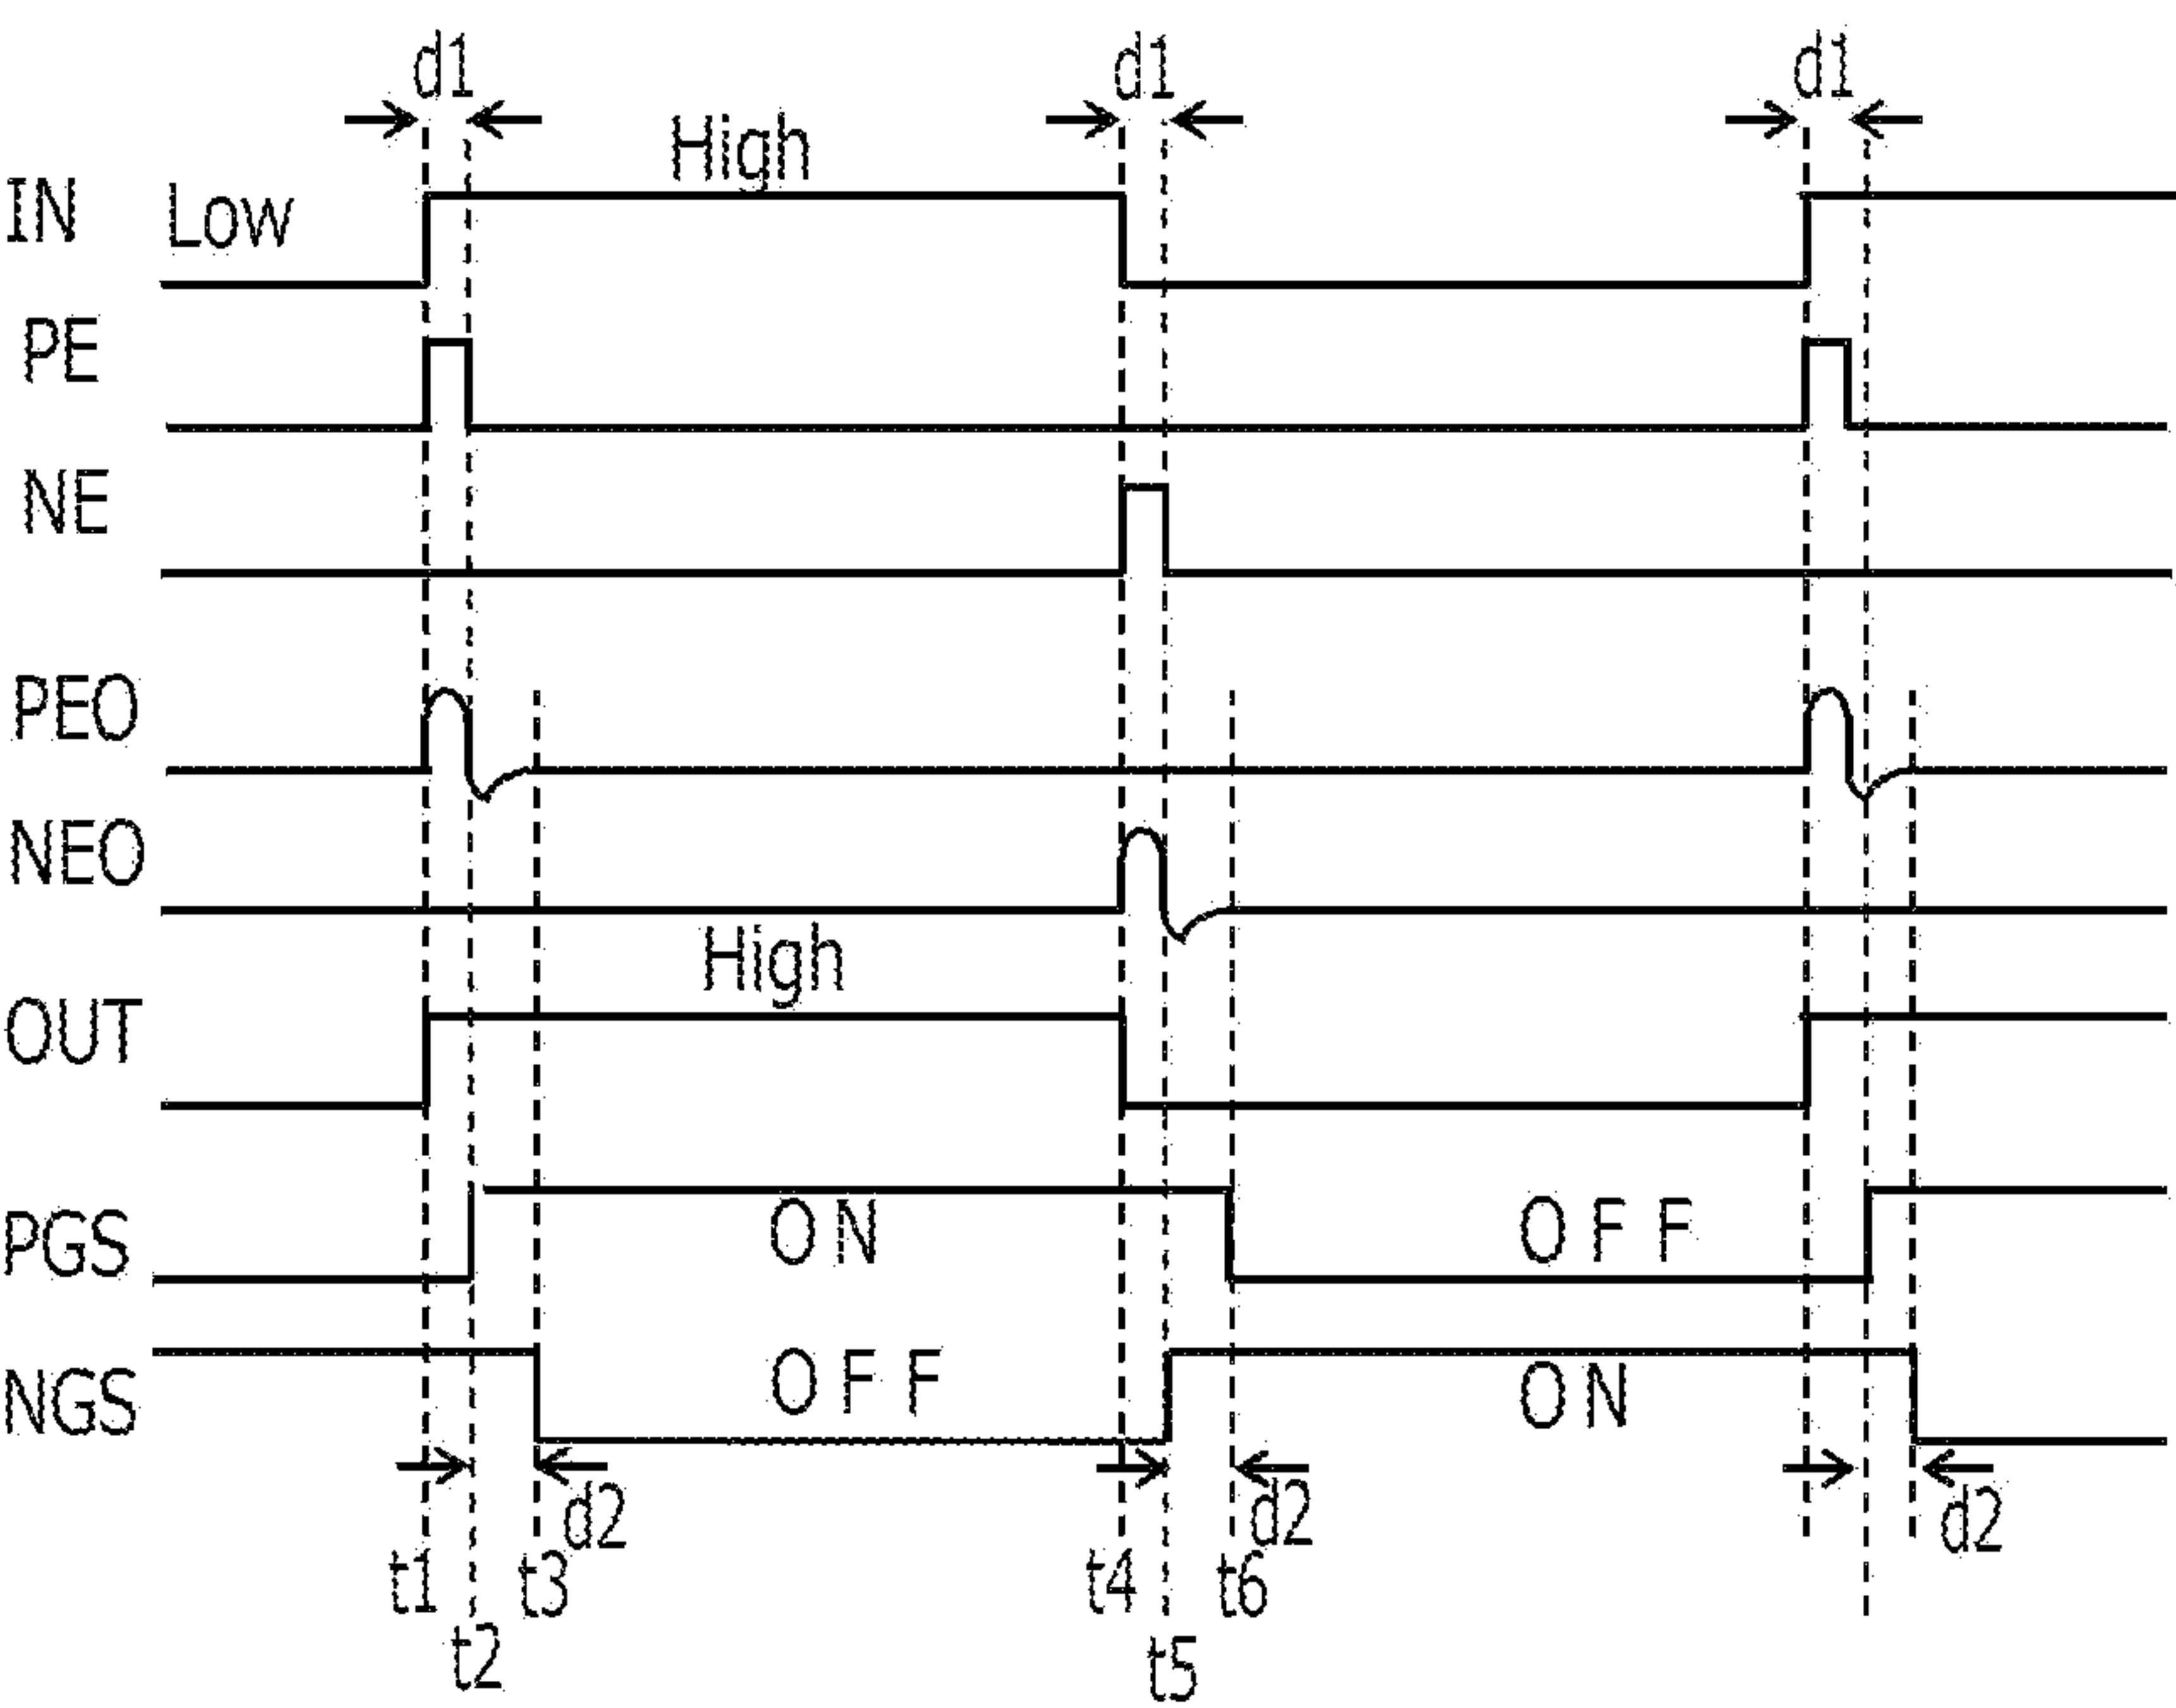 d1 d1 d1
High
IN Low
PE
NE
PEO
NEO
High
OUT
PGS ON OFF
NGS OFF ON
d2 d2 d2
t1 t3 t4 t6
t2 t5